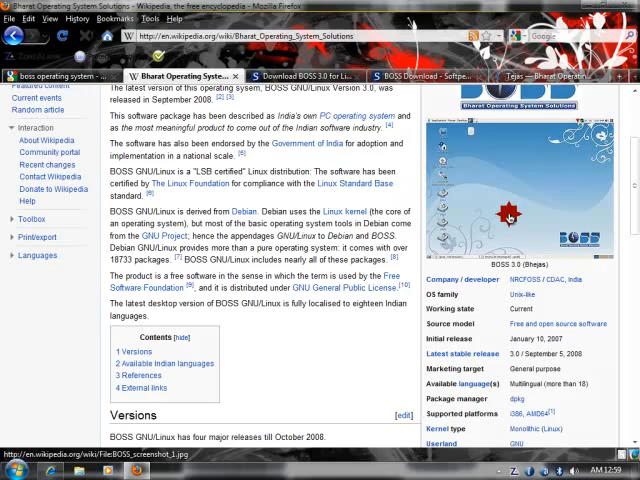 Bharat Operating System Solutions - Wikipedia, the free encyclopedia - Mozilla Firefox
File Edit View History Bookmarks Tools Help
http://en.wikipedia.org/wiki/Bharat_Operating_System_Solutions
Google
boss operating system - ...
Bharat Operating Syste...
Download BOSS 3.0 for Li...
BOSS Download - Softpe...
Tejas — Bharat Operatin...
Featured content
Current events
Random article
Interaction
About Wikipedia
Community portal
Recent changes
Contact Wikipedia
Donate to Wikipedia
Help
Toolbox
Print/export
Languages
The latest version of this operating system, BOSS GNU/Linux Version 3.0, was
released in September 2008. [2][3]
This software package has been described as India's own PC operating system and
as the most meaningful product to come out of the Indian software industry. [4]
The software has also been endorsed by the Government of India for adoption and
implementation in a national scale. [6]
BOSS GNU/Linux is a "LSB certified" Linux distribution: The software has been
certified by The Linux Foundation for compliance with the Linux Standard Base
standard. [6]
BOSS GNU/Linux is derived from Debian. Debian uses the Linux kernel (the core of
an operating system), but most of the basic operating system tools in Debian come
from the GNU Project; hence the appendages GNU/Linux to Debian and BOSS.
Debian GNU/Linux provides more than a pure operating system: it comes with over
18733 packages. [7] BOSS GNU/Linux includes nearly all of these packages. [8]
The product is a free software in the sense in which the term is used by the Free
Software Foundation [9], and it is distributed under GNU General Public License.[10]
The latest desktop version of BOSS GNU/Linux is fully localised to eighteen Indian
languages.
Contents [hide]
1 Versions
2 Available Indian languages
3 References
4 External links
Versions [edit]
BOSS GNU/Linux has four major releases till October 2008.
Bharat Operating System Solutions
BOSS
BOSS 3.0 (Bhejas)
Company / developer NRCFOSS / CDAC, India
OS family Unix-like
Working state Current
Source model Free and open source software
Initial release January 10, 2007
Latest stable release 3.0 / September 5, 2008
Marketing target General purpose
Available language(s) Multilingual (more than 18)
Package manager dpkg
Supported platforms i386, AMD64[1]
Kernel type Monolithic (Linux)
Userland GNU
http://en.wikipedia.org/wiki/File:BOSS_screenshot_1.jpg
AM 12:59